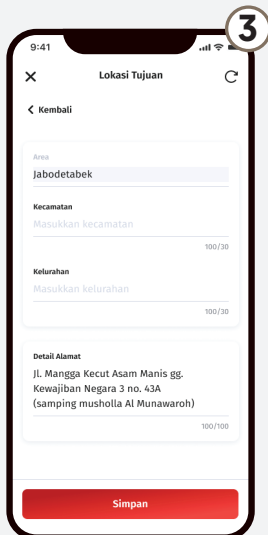 3
9:41
Lokasi Tujuan
Kembali
Area
Jabodetabek
Kecamatan
Masukkan kecamatan
100/30
Kelurahan
Masukkan kelurahan
100/30
Detail Alamat
Jl. Mangga Kecut Asam Manis gg.
Kewajiban Negara 3 no. 43A
(samping musholla Al Munawaroh)
100/100
Simpan